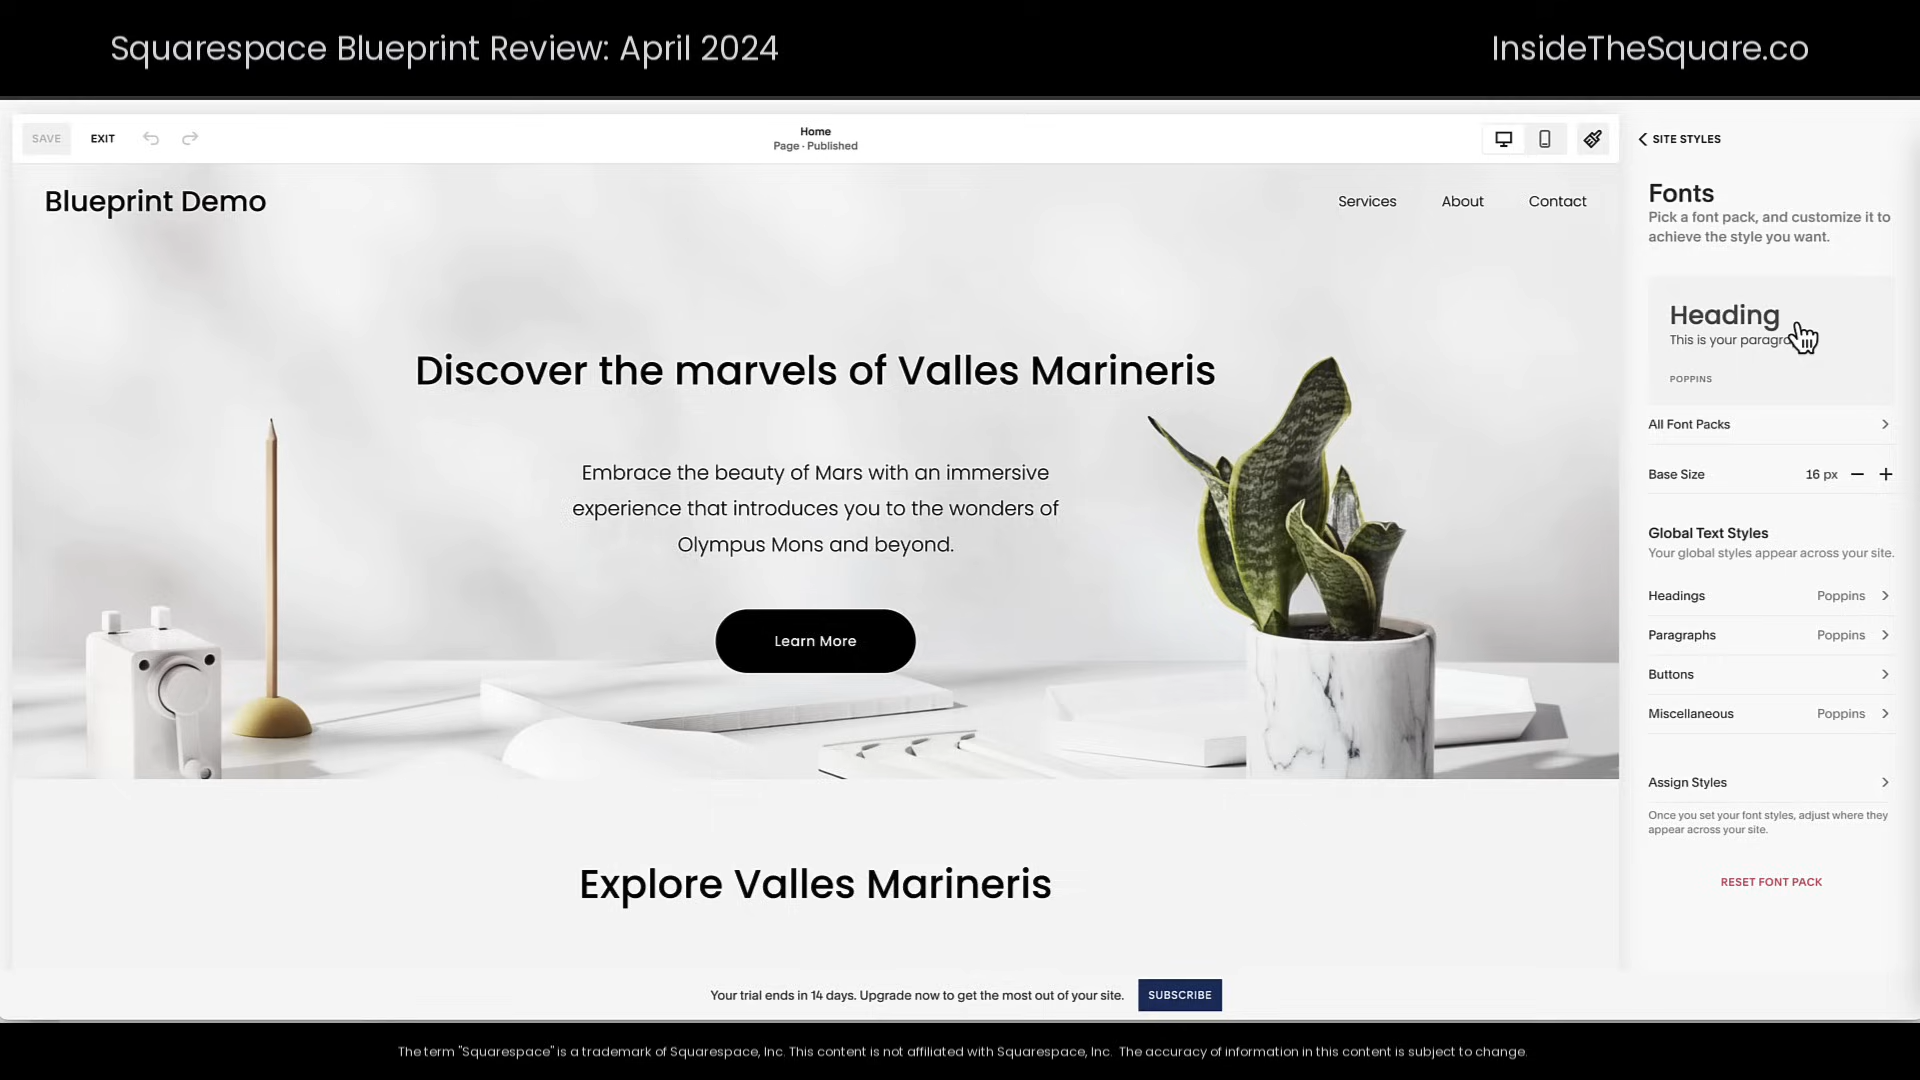 Squarespace Blueprint Review: April 2024
InsideTheSquare.co
SAVE
EXIT
Home
Page · Published
SITE STYLES
Blueprint Demo
Services
About
Contact
Discover the marvels of Valles Marineris
Embrace the beauty of Mars with an immersive
experience that introduces you to the wonders of
Olympus Mons and beyond.
Learn More
Explore Valles Marineris
Fonts
Pick a font pack, and customize it to
achieve the style you want.
Heading
This is your
POPPINS
All Font Packs
Base Size 16 px
Global Text Styles
Your global styles appear across your site.
Headings Poppins
Paragraphs Poppins
Buttons
Miscellaneous Poppins
Assign Styles
Once you set your font styles, adjust where they
appear across your site.
RESET FONT PACK
Your trial ends in 14 days. Upgrade now to get the most out of your site.
SUBSCRIBE
The term "Squarespace" is a trademark of Squarespace, Inc. This content is not affiliated with Squarespace, Inc. The accuracy of information in this content is subject to change.